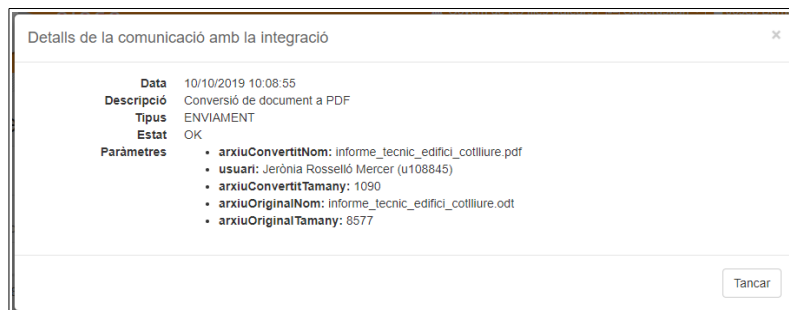 Detalls de la comunicació amb la integració
×
Data 10/10/2019 10:08:55
Descripció Conversió de document a PDF
Tipus ENVIAMENT
Estat OK
Paràmetres • arxiuConvertitNom: informe_tecnic_edifici_cotlliure.pdf
• usuari: Jerònia Rosselló Mercer (u108845)
• arxiuConvertitTamany: 1090
• arxiuOriginalNom: informe_tecnic_edifici_cotlliure.odt
• arxiuOriginalTamany: 8577
Tancar